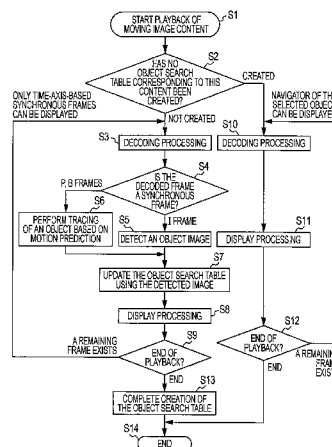 START PLAYBACK OF
MOVING IMAGE CONTENT
S1
S2
HAS NO
OBJECT SEARCH
TABLE CORRESPONDING TO THIS
CONTENT BEEN
CREATED?
CREATED
NOT CREATED
ONLY TIME-AXIS-BASED
SYNCHRONOUS FRAMES
CAN BE DISPLAYED
NAVIGATOR OF TH
SELECTED OBJEC
CAN BE DISPLAYED
S3
DECODING PROCESSING
S10
DECODING PROCESSING
S4
IS THE
DECODED FRAME
A SYNCHRONOUS
FRAME?
P, B FRAMES
I FRAME
S6
PERFORM TRACING
OF AN OBJECT BASED ON
MOTION PREDICTION
S5
DETECT AN OBJECT IMAGE
S11
DISPLAY PROCESSING
S7
UPDATE THE OBJECT SEARCH TABLE
USING THE DETECTED IMAGE
S8
DISPLAY PROCESSING
S9
END OF
PLAYBACK?
A REMAINING
FRAME EXISTS
END
S12
END OF
PLAYBACK?
END
A REMAIN
FRAM
EXIS
S13
COMPLETE CREATION OF
THE OBJECT SEARCH TABLE
S14
END